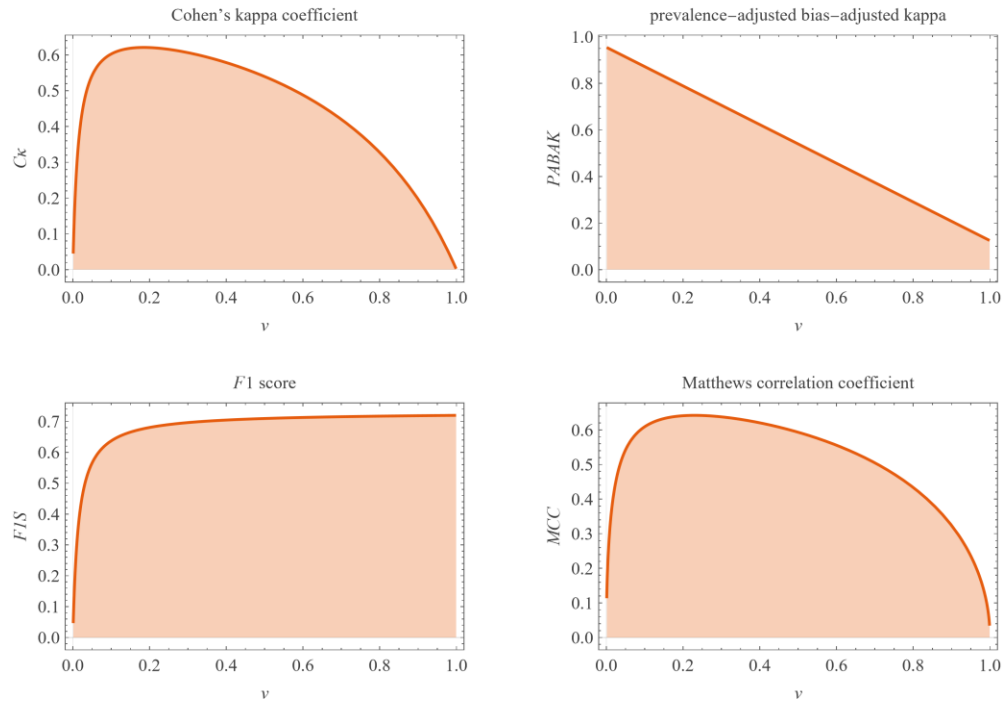 Cohen's kappa coefficient
0.6
0.5
0.4
0.3
0.2
0.1
0.0
Cκ
0.0 0.2 0.4 0.6 0.8 1.0
v
prevalence−adjusted bias−adjusted kappa
1.0
0.8
0.6
0.4
0.2
0.0
PABAK
0.0 0.2 0.4 0.6 0.8 1.0
v
F1 score
0.7
0.6
0.5
0.4
0.3
0.2
0.1
0.0
F1S
0.0 0.2 0.4 0.6 0.8 1.0
v
Matthews correlation coefficient
0.6
0.5
0.4
0.3
0.2
0.1
0.0
MCC
0.0 0.2 0.4 0.6 0.8 1.0
v